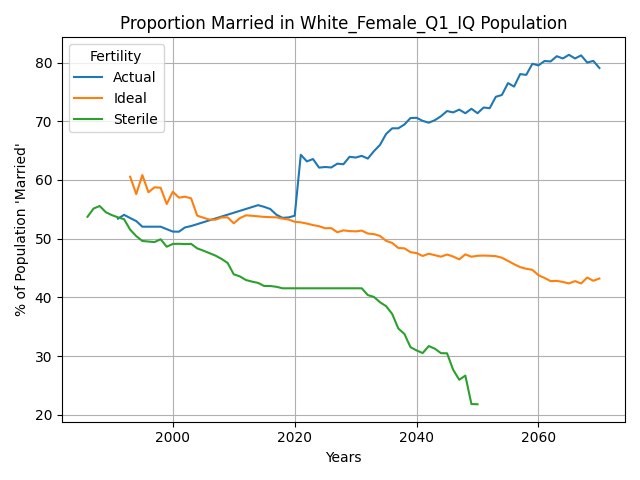 Proportion Married in White_Female_Q1_IQ Population
Fertility
Actual
Ideal
Sterile
% of Population 'Married'
80
70
60
50
40
30
20
2000 2020 2040 2060
Years